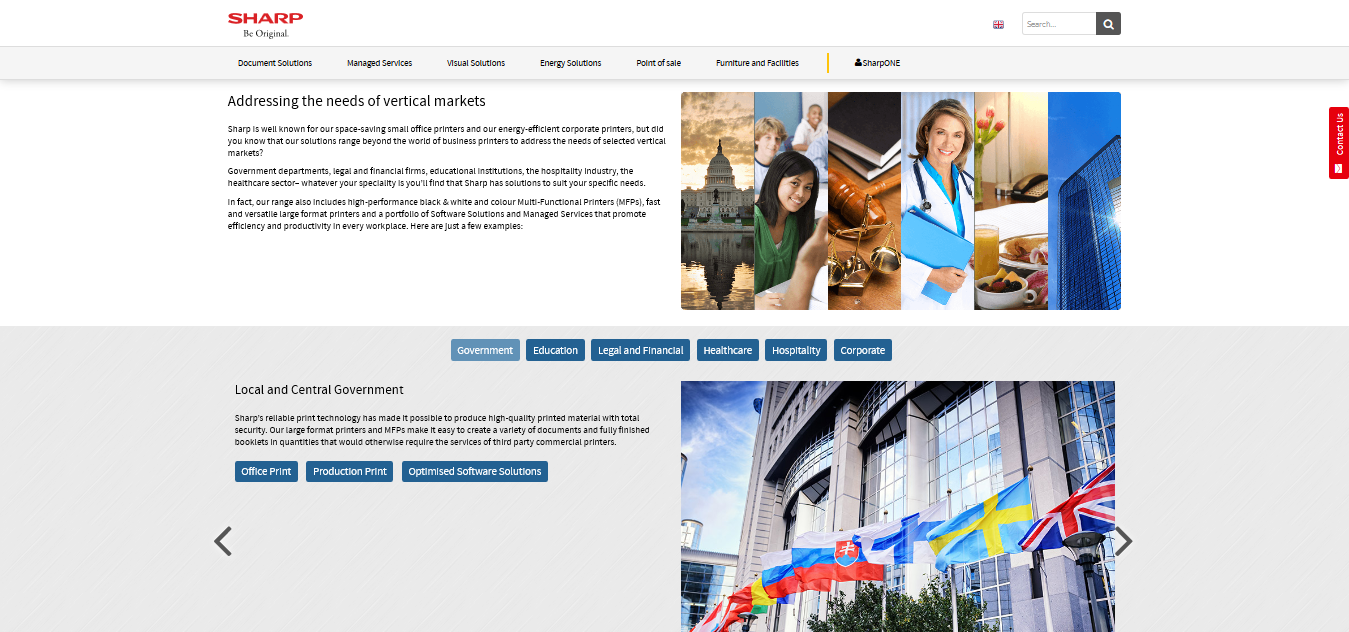 SHARP
Be Original.
Search...
Document Solutions
Managed Services
Visual Solutions
Energy Solutions
Point of sale
Furniture and Facilities
SharpONE
Contact Us
Addressing the needs of vertical markets
Sharp is well known for our space-saving small office printers and our energy-efficient corporate printers, but did
you know that our solutions range beyond the world of business printers to address the needs of selected vertical
markets?
Government departments, legal and financial firms, educational institutions, the hospitality industry, the
healthcare sector– whatever your speciality is you'll find that Sharp has solutions to suit your specific needs.
In fact, our range also includes high-performance black & white and colour Multi-Functional Printers (MFPs), fast
and versatile large format printers and a portfolio of Software Solutions and Managed Services that promote
efficiency and productivity in every workplace. Here are just a few examples:
Government
Education
Legal and Financial
Healthcare
Hospitality
Corporate
Local and Central Government
Sharp's reliable print technology has made it possible to produce high-quality printed material with total
security. Our large format printers and MFPs make it easy to create a variety of documents and fully finished
booklets in quantities that would otherwise require the services of third party commercial printers.
Office Print
Production Print
Optimised Software Solutions